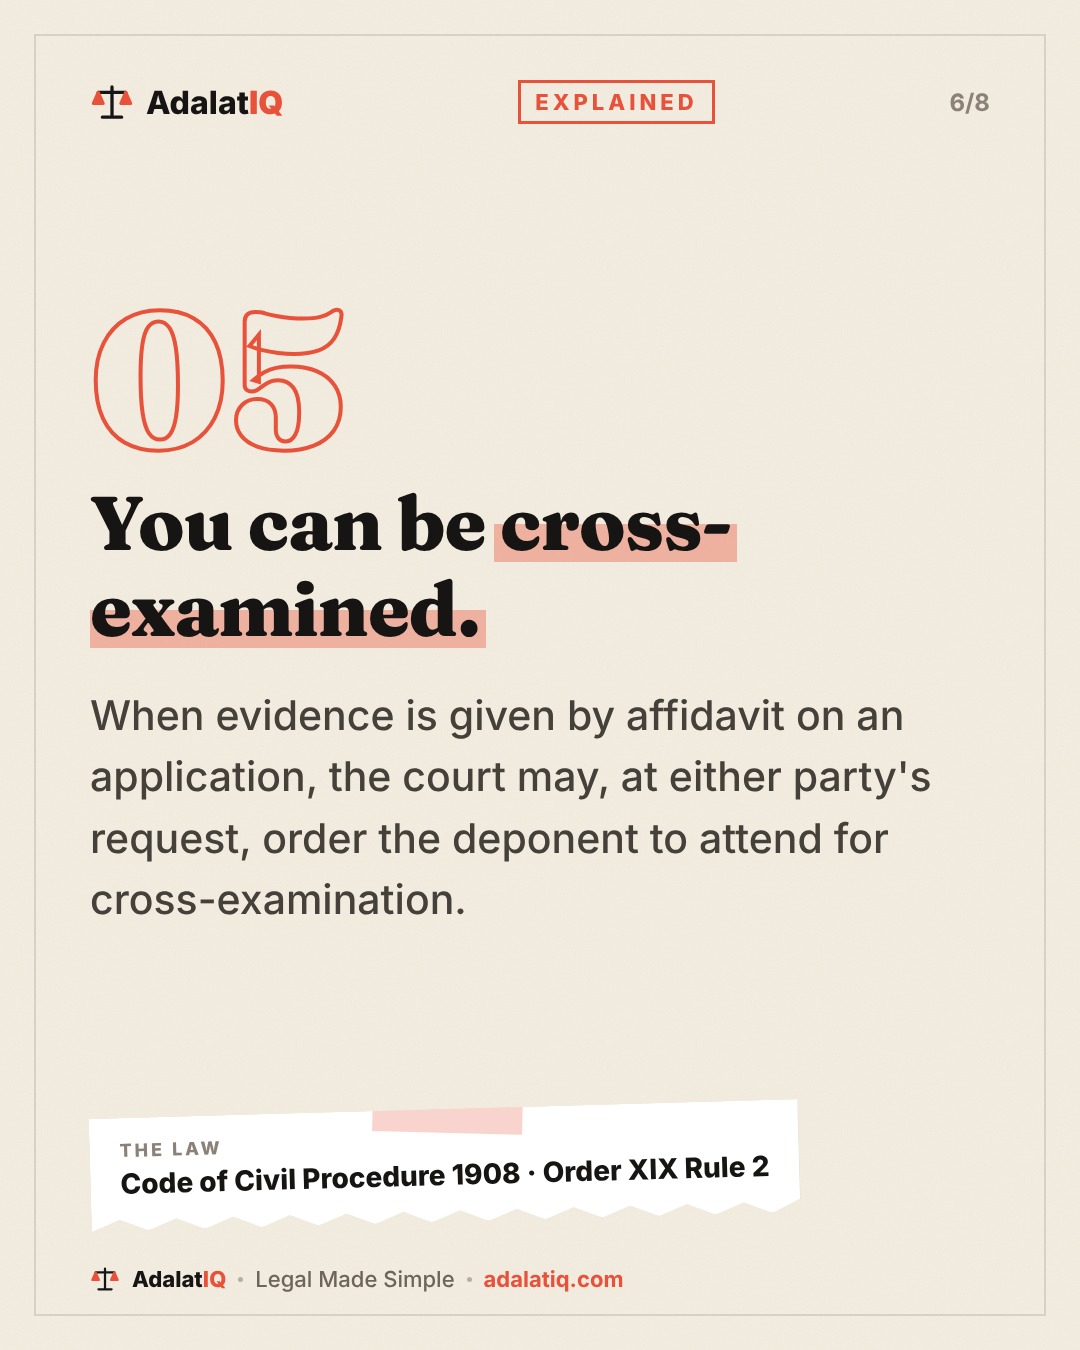 AdalatIQ
EXPLAINED
6/8
05
You can be cross-
examined.
When evidence is given by affidavit on an
application, the court may, at either party's
request, order the deponent to attend for
cross-examination.
THE LAW
Code of Civil Procedure 1908 · Order XIX Rule 2
AdalatIQ • Legal Made Simple • adalatiq.com